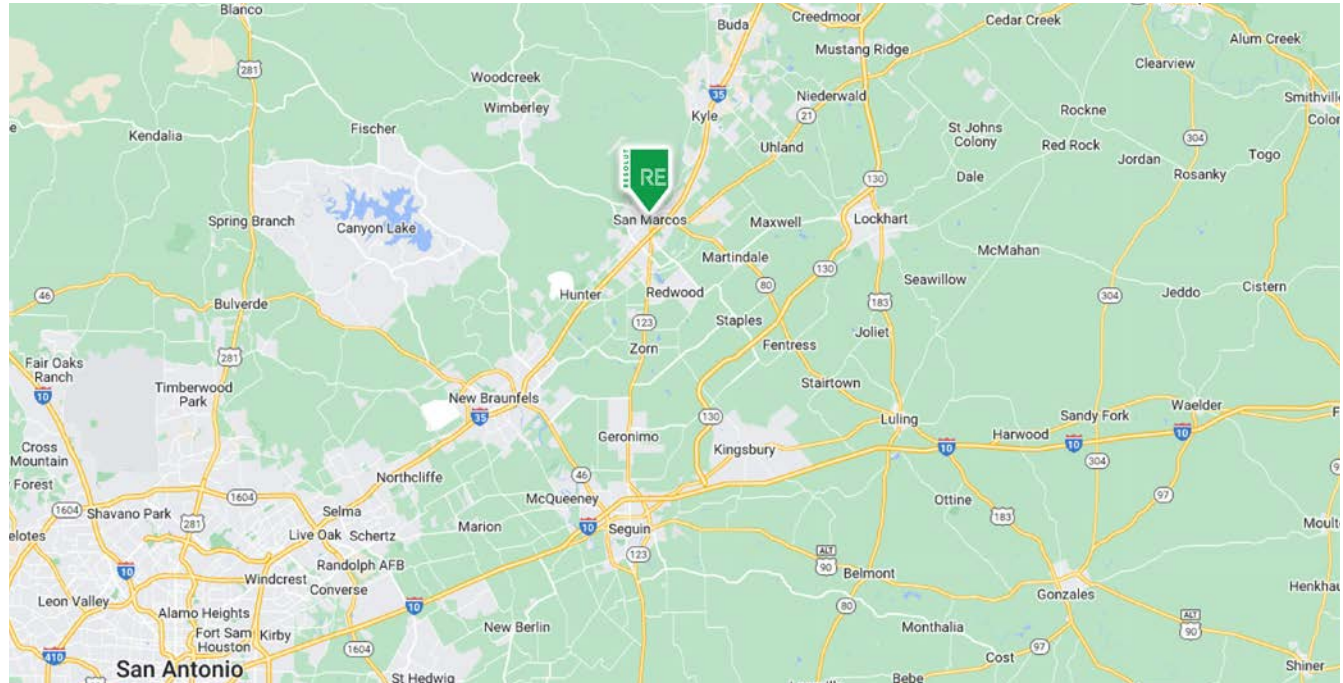 Blanco
Buda
Creedmoor
Cedar Creek
Mustang Ridge
Alum Creek
Clearview
281
Woodcreek
35
Niederwald
Wimberley
Rockne
Smithville
Kyle
21
Fischer
Kendalia
Uhland
St Johns
Colony
304
Red Rock
Jordan
Togo
RESOLUT
RE
Dale
Rosanky
130
Spring Branch
San Marcos
Maxwell
Lockhart
Canyon Lake
Martindale
McMahan
130
Seawillow
80
46
Hunter
Redwood
183
304
Jeddo
Cistern
Bulverde
123
Staples
Joliet
Zorn
Fentress
Fair Oaks
Ranch
281
Timberwood
Park
Stairtown
10
New Braunfels
35
130
Luling
Sandy Fork
Waelder
Geronimo
Harwood
10
10
Cross
Mountain
Kingsbury
10
304
Forest
Northcliffe
46
97
1604
McQueeney
Ottine
1604
Shavano Park
Selma
281
Marion
10
Seguin
183
Live Oak
Schertz
123
ALT
90
Randolph AFB
10
Windcrest
Converse
Belmont
Leon Valley
10
80
Gonzales
Alamo Heights
New Berlin
ALT
90
Fort Sam
Houston
Kirby
Monthalia
1604
97
410
San Antonio
St Hedwig
Cost
Bebe
Shiner